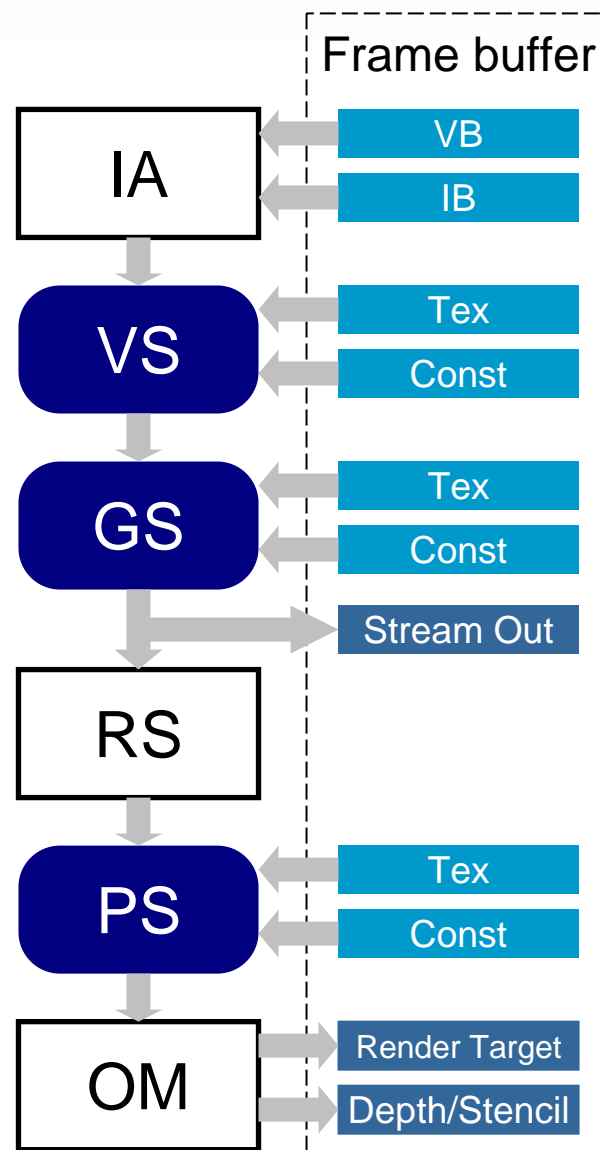 Frame buffer
IA
VB
IB
VS
Tex
Const
GS
Tex
Const
Stream Out
RS
PS
Tex
Const
OM
Render Target
Depth/Stencil